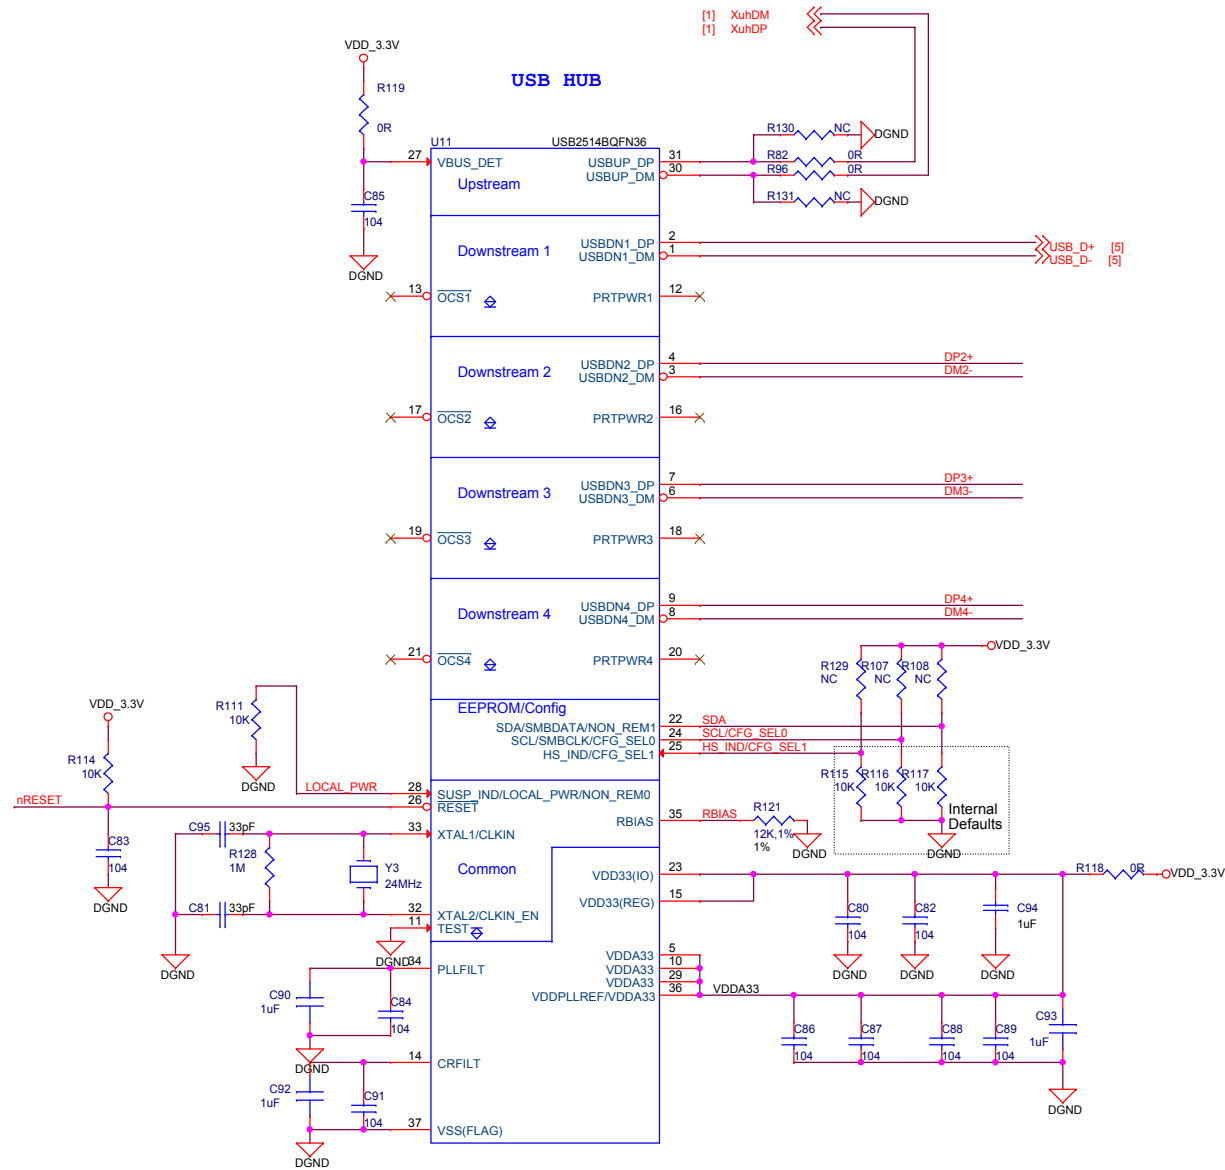 [1] XuhDM
[1] XuhDP
VDD_3.3V
R119
0R
USB HUB
U11
USB2514BQFN36
27 VBUS_DET
Upstream
USBUP_DP 31
USBUP_DM 30
R130 NC DGND
R82 0R
R96 0R
R131 NC DGND
C85
104
DGND
Downstream 1
USBDN1_DP 2
USBDN1_DM 1
USB_D+ [5]
USB_D- [5]
13 OCS1
PRTPWR1 12
Downstream 2
USBDN2_DP 4 DP2+
USBDN2_DM 3 DM2-
17 OCS2
PRTPWR2 16
Downstream 3
USBDN3_DP 7 DP3+
USBDN3_DM 6 DM3-
19 OCS3
PRTPWR3 18
Downstream 4
USBDN4_DP 9 DP4+
USBDN4_DM 8 DM4-
21 OCS4
PRTPWR4 20
VDD_3.3V
R129 R107 R108
NC NC NC
EEPROM/Config
SDA/SMBDATA/NON_REM1 22 SDA
SCL/SMBCLK/CFG_SEL0 24 SCL/CFG_SEL0
HS_IND/CFG_SEL1 25 HS_IND/CFG_SEL1
R115 R116 R117
10K 10K 10K
Internal
Defaults
DGND
VDD_3.3V
R111
10K
DGND
R114
10K
LOCAL_PWR 28 SUSP_IND/LOCAL_PWR/NON_REM0
nRESET 26 RESET
RBIAS 35 RBIAS
R121
12K,1%
1%
DGND
C83
104
DGND
C95 33pF
33 XTAL1/CLKIN
R128
1M
Y3
24MHz
Common
C81 33pF
32 XTAL2/CLKIN_EN
11 TEST
DGND
DGND
VDD33(IO) 23
VDD33(REG) 15
R118 0R VDD_3.3V
C80
104
DGND
C82
104
DGND
C94
1uF
DGND
VDDA33 5
VDDA33 10
VDDA33 29
VDDPLLREF/VDDA33 36 VDDA33
34 PLLFILT
C90
1uF
C84
104
DGND
C86
104
C87
104
C88
104
C89
104
C93
1uF
DGND
14 CRFILT
C92
1uF
C91
104
37 VSS(FLAG)
DGND